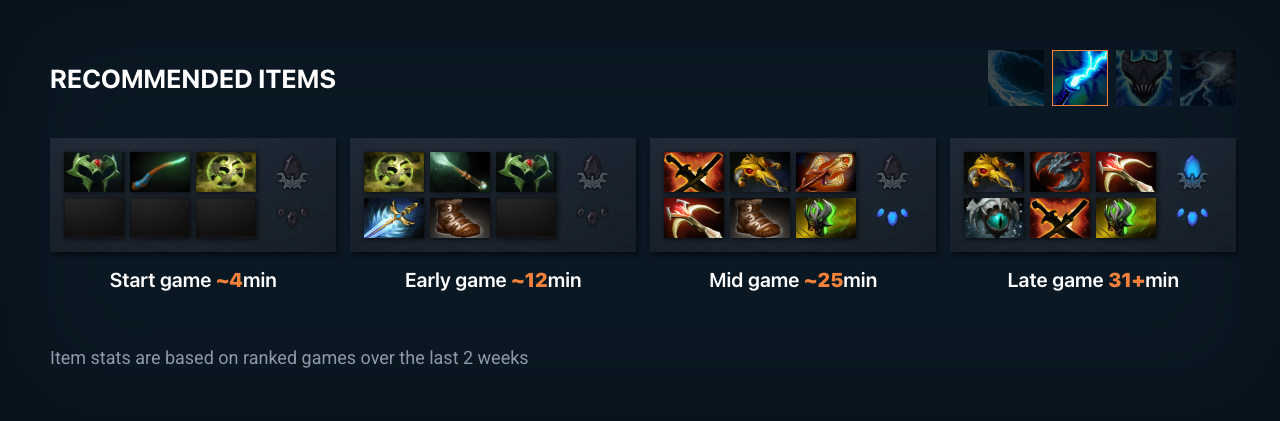 RECOMMENDED ITEMS
Start game ~4min
Early game ~12min
Mid game ~25min
Late game 31+min
Item stats are based on ranked games over the last 2 weeks